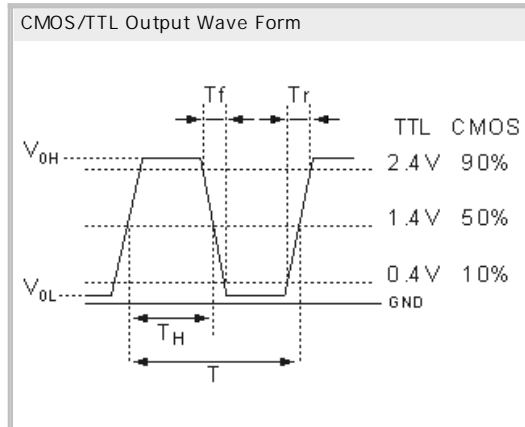 CMOS/TTL Output Wave Form
Tf Tr
TTL CMOS
VOH 2.4V 90%
1.4V 50%
0.4V 10%
VOL GND
TH
T